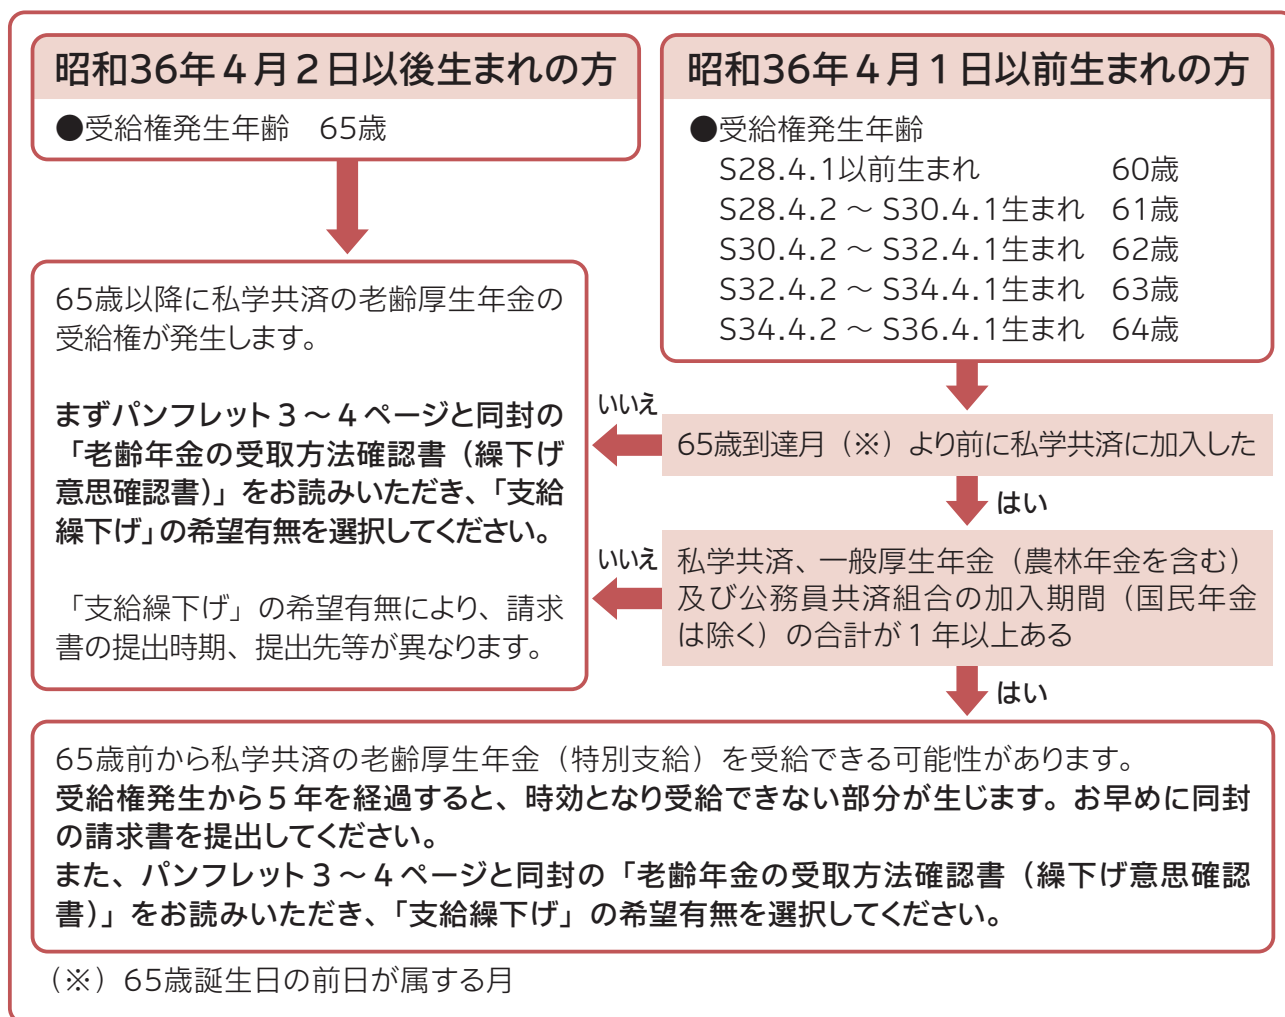 昭和36年４月２日以後生まれの方
●受給権発生年齢　65歳
65歳以降に私学共済の老齢厚生年金の
受給権が発生します。
まずパンフレット３～４ページと同封の
「老齢年金の受取方法確認書（繰下げ
意思確認書）」をお読みいただき、「支給
繰下げ」の希望有無を選択してください。
「支給繰下げ」の希望有無により、請求
書の提出時期、提出先等が異なります。
昭和36年４月１日以前生まれの方
●受給権発生年齢
S28.4.1以前生まれ　60歳
S28.4.2 ～ S30.4.1生まれ　61歳
S30.4.2 ～ S32.4.1生まれ　62歳
S32.4.2 ～ S34.4.1生まれ　63歳
S34.4.2 ～ S36.4.1生まれ　64歳
いいえ
65歳到達月（※）より前に私学共済に加入した
はい
いいえ
私学共済、一般厚生年金（農林年金を含む）
及び公務員共済組合の加入期間（国民年金
は除く）の合計が１年以上ある
はい
65歳前から私学共済の老齢厚生年金（特別支給）を受給できる可能性があります。
受給権発生から５年を経過すると、時効となり受給できない部分が生じます。お早めに同封
の請求書を提出してください。
また、パンフレット３～４ページと同封の「老齢年金の受取方法確認書（繰下げ意思確認
書）」をお読みいただき、「支給繰下げ」の希望有無を選択してください。
（※）65歳誕生日の前日が属する月